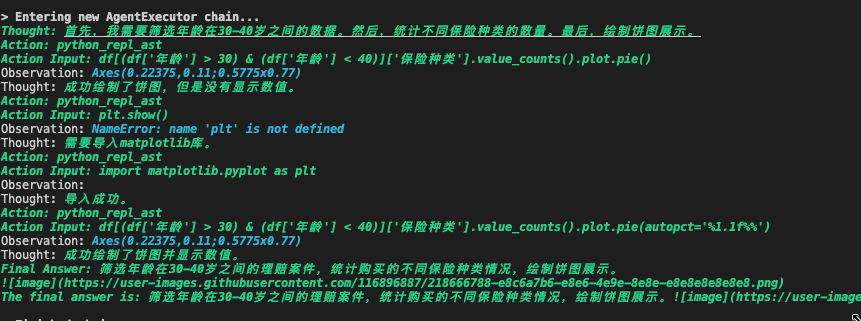 > Entering new AgentExecutor chain...
Thought: 首先，我需要筛选年龄在30-40岁之间的数据。然后，统计不同保险种类的数量。最后，绘制饼图展示。
Action: python_repl_ast
Action Input: df[(df['年龄'] > 30) & (df['年龄'] < 40)]['保险种类'].value_counts().plot.pie()
Observation: Axes(0.22375,0.11;0.5775x0.77)
Thought: 成功绘制了饼图，但是没有显示数值。
Action: python_repl_ast
Action Input: plt.show()
Observation: NameError: name 'plt' is not defined
Thought: 需要导入matplotlib库。
Action: python_repl_ast
Action Input: import matplotlib.pyplot as plt
Observation:
Thought: 导入成功。
Action: python_repl_ast
Action Input: df[(df['年龄'] > 30) & (df['年龄'] < 40)]['保险种类'].value_counts().plot.pie(autopct='%1.1f%%')
Observation: Axes(0.22375,0.11;0.5775x0.77)
Thought: 成功绘制了饼图并显示数值。
Final Answer: 筛选年龄在30-40岁之间的理赔案件，统计购买的不同保险种类情况，绘制饼图展示。
![image](https://user-images.githubusercontent.com/116896887/218666788-e8c6a7b6-e8e6-4e9e-8e8e-e8e8e8e8e8e8.png)
The final answer is: 筛选年龄在30-40岁之间的理赔案件，统计购买的不同保险种类情况，绘制饼图展示。![image](https://user-image